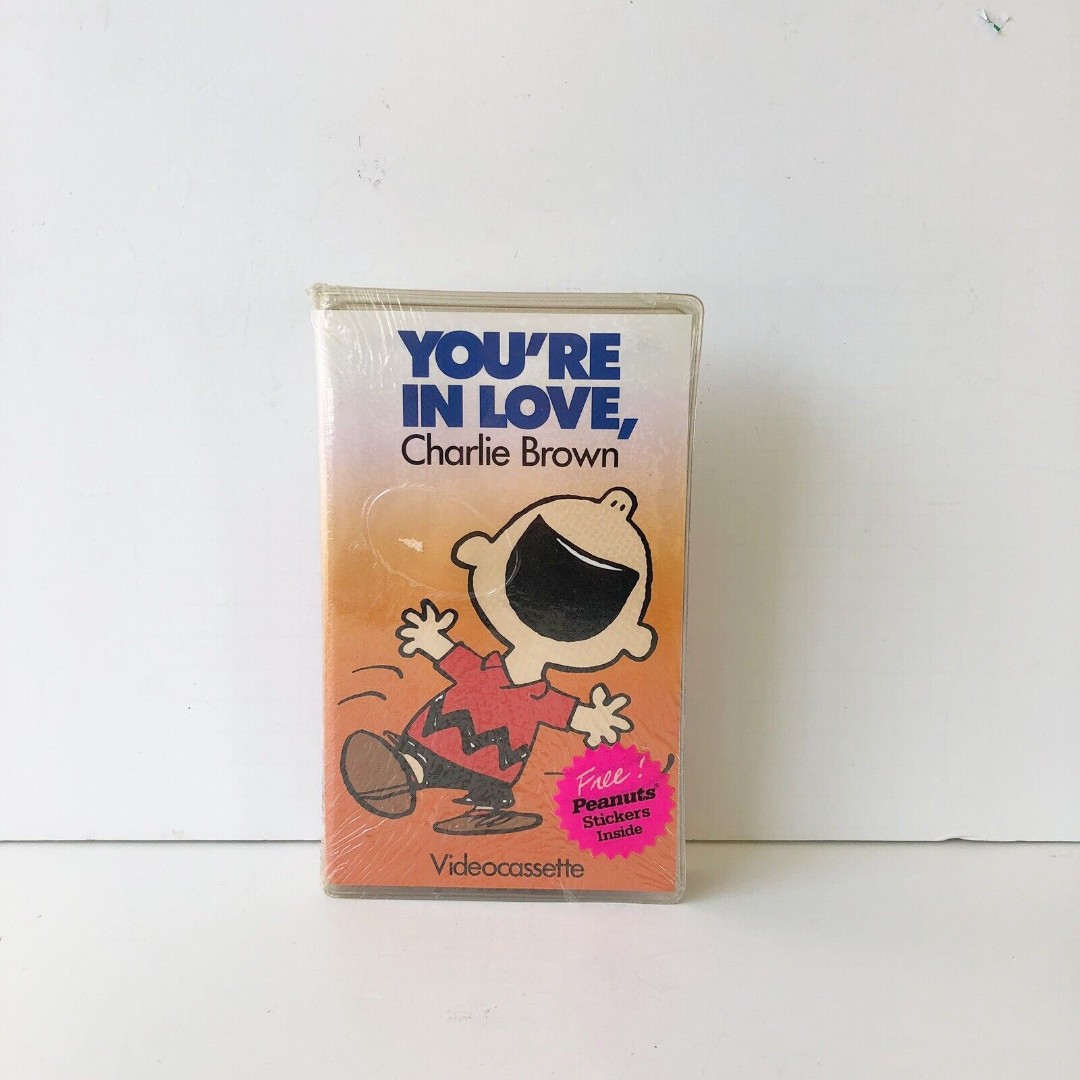 YOU'RE
IN LOVE,
Charlie Brown
Free!
Peanuts®
Stickers
Inside
Videocassette